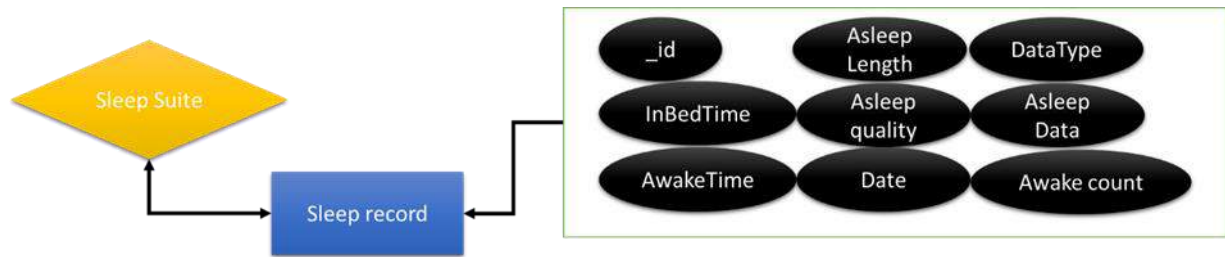 Sleep Suite
Sleep record
_id
Asleep
Length
DataType
InBedTime
Asleep
quality
Asleep
Data
AwakeTime
Date
Awake count